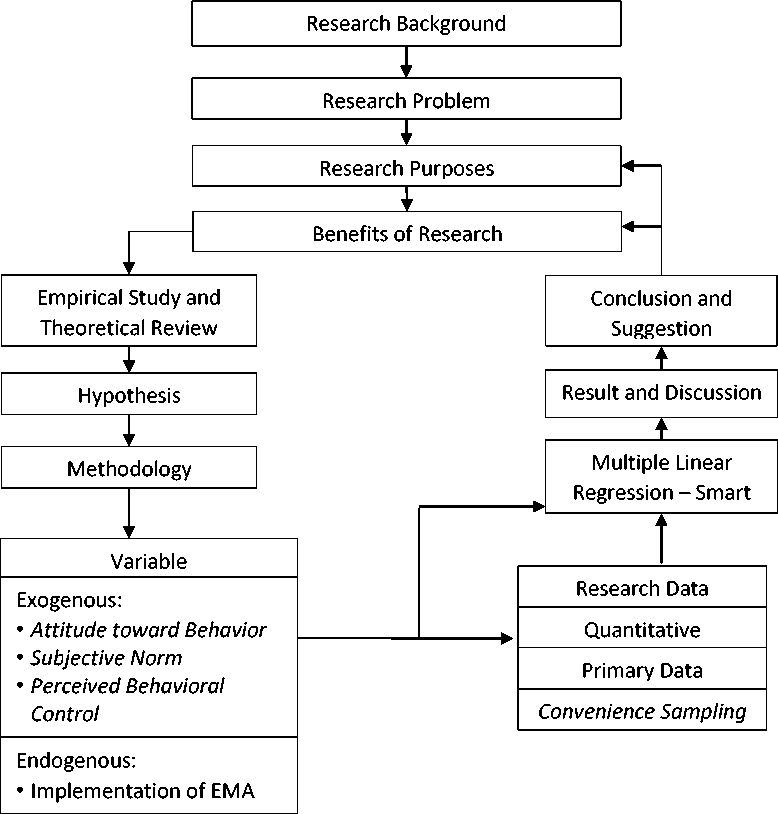 Research Background
Research Problem
Research Purposes
Benefits of Research
Empirical Study and
Theoretical Review
Hypothesis
Methodology
Variable
Exogenous:
• Attitude toward Behavior
• Subjective Norm
• Perceived Behavioral
Control
Endogenous:
• Implementation of EMA
Conclusion and
Suggestion
Result and Discussion
Multiple Linear
Regression – Smart
Research Data
Quantitative
Primary Data
Convenience Sampling